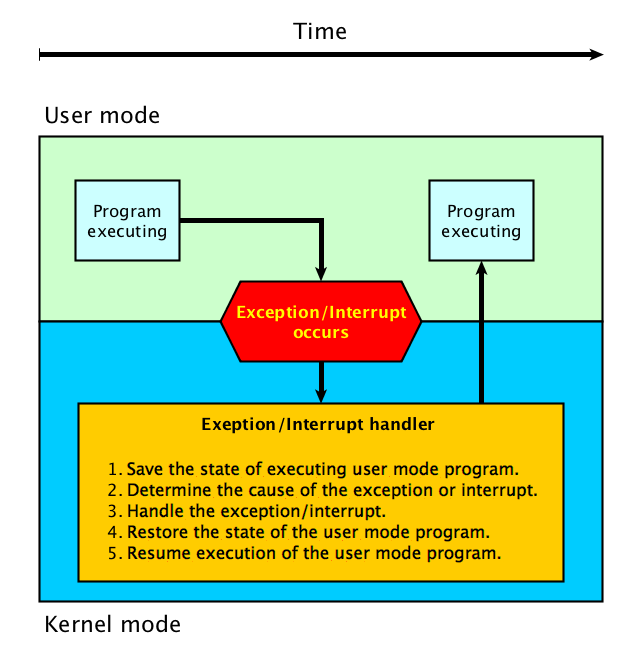 Time
User mode
Program
executing
Program
executing
Exception/Interrupt
occurs
Exeption/Interrupt handler
1. Save the state of executing user mode program.
2. Determine the cause of the exception or interrupt.
3. Handle the exception/interrupt.
4. Restore the state of the user mode program.
5. Resume execution of the user mode program.
Kernel mode